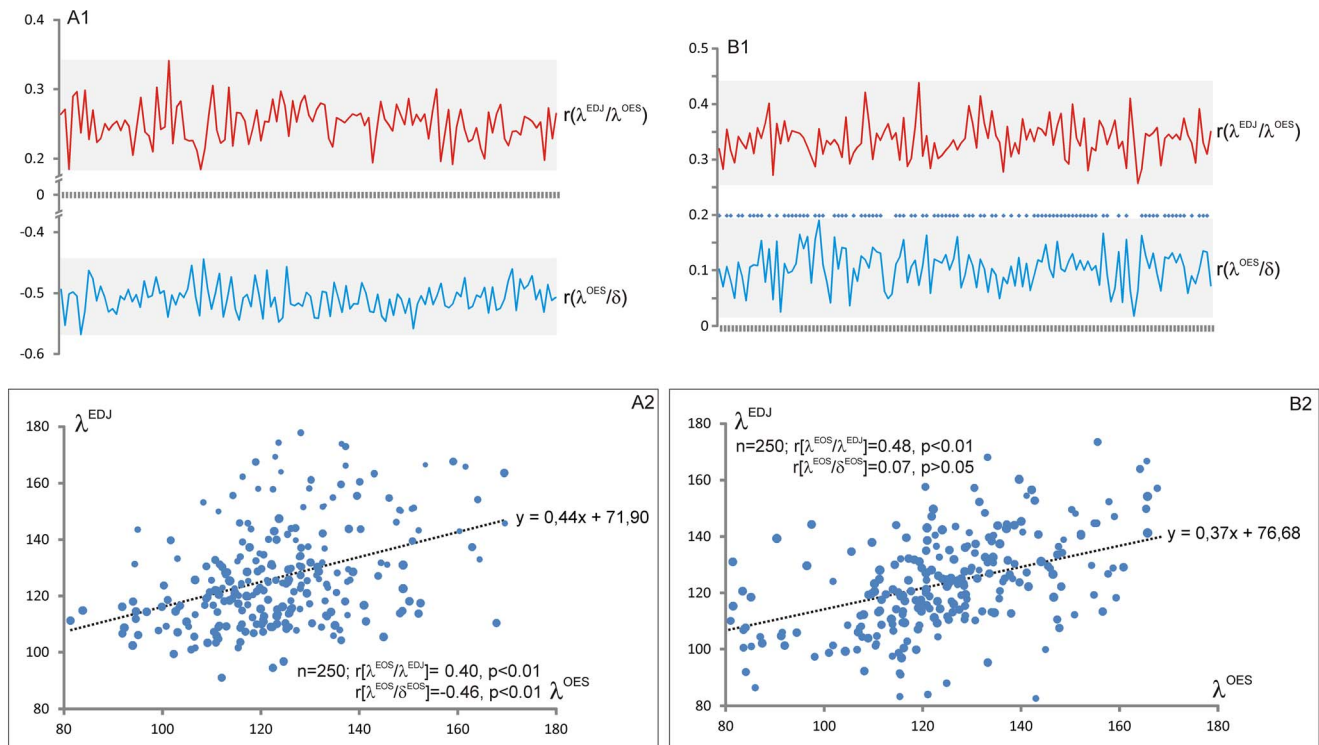 A1
0.4
0.3
0.2
0
-0.4
-0.5
-0.6
r(λ^EDJ/λ^OES)
r(λ^OES/δ)
B1
0.5
0.4
0.3
0.2
0.1
0
r(λ^EDJ/λ^OES)
r(λ^OES/δ)
A2
λ^EDJ
180
160
140
120
100
80
y = 0,44x + 71,90
n=250; r[λ^EOS/λ^EDJ]= 0.40, p<0.01
r[λ^EOS/δ^EOS]=-0.46, p<0.01
λ^OES
80 100 120 140 160 180
B2
λ^EDJ
n=250; r[λ^EOS/λ^EDJ]=0.48, p<0.01
r[λ^EOS/δ^EOS]=0.07, p>0.05
180
160
140
120
100
80
y = 0,37x + 76,68
λ^OES
80 100 120 140 160 180